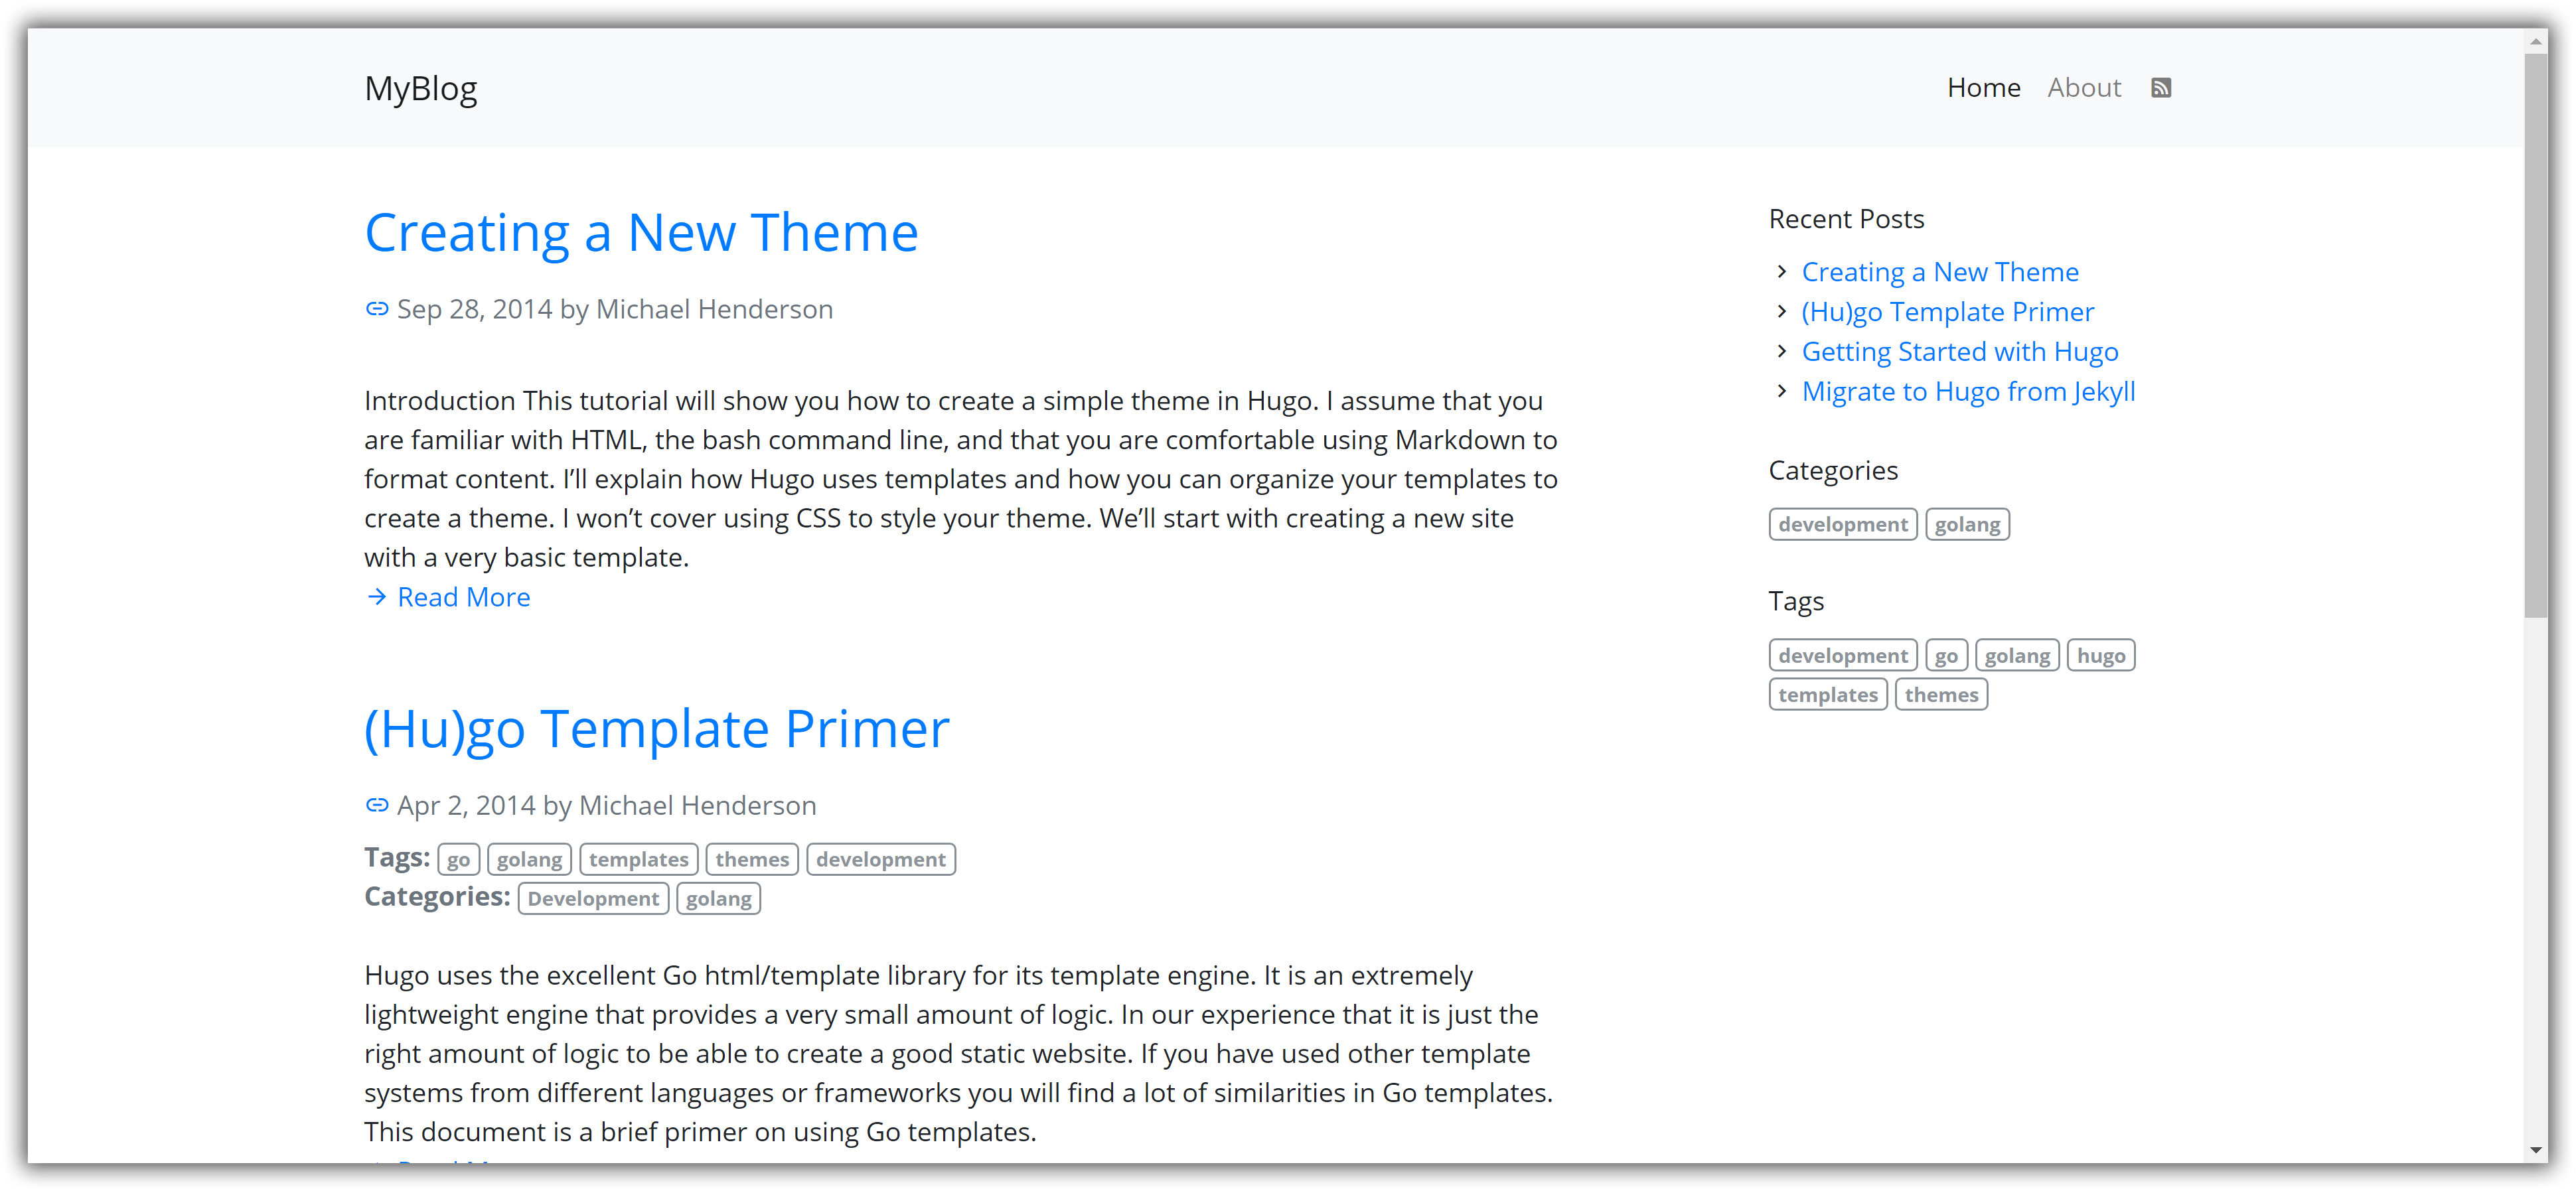 MyBlog
Home About
Creating a New Theme
Sep 28, 2014 by Michael Henderson
Introduction This tutorial will show you how to create a simple theme in Hugo. I assume that you
are familiar with HTML, the bash command line, and that you are comfortable using Markdown to
format content. I’ll explain how Hugo uses templates and how you can organize your templates to
create a theme. I won’t cover using CSS to style your theme. We’ll start with creating a new site
with a very basic template.
Read More
(Hu)go Template Primer
Apr 2, 2014 by Michael Henderson
Tags: go golang templates themes development
Categories: Development golang
Hugo uses the excellent Go html/template library for its template engine. It is an extremely
lightweight engine that provides a very small amount of logic. In our experience that it is just the
right amount of logic to be able to create a good static website. If you have used other template
systems from different languages or frameworks you will find a lot of similarities in Go templates.
This document is a brief primer on using Go templates.
Recent Posts
Creating a New Theme
(Hu)go Template Primer
Getting Started with Hugo
Migrate to Hugo from Jekyll
Categories
development golang
Tags
development go golang hugo
templates themes